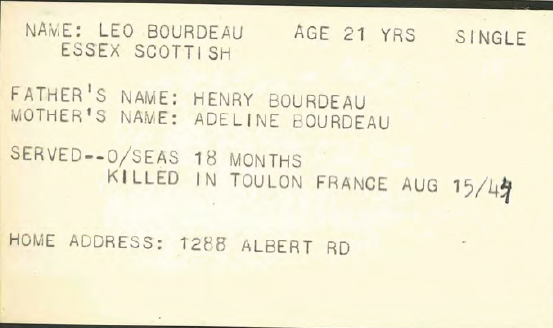 NAME: LEO BOURDEAU AGE 21 YRS SINGLE
ESSEX SCOTTISH
FATHER'S NAME: HENRY BOURDEAU
MOTHER'S NAME: ADELINE BOURDEAU
SERVED--O/SEAS 18 MONTHS
KILLED IN TOULON FRANCE AUG 15/44
HOME ADDRESS: 1288 ALBERT RD